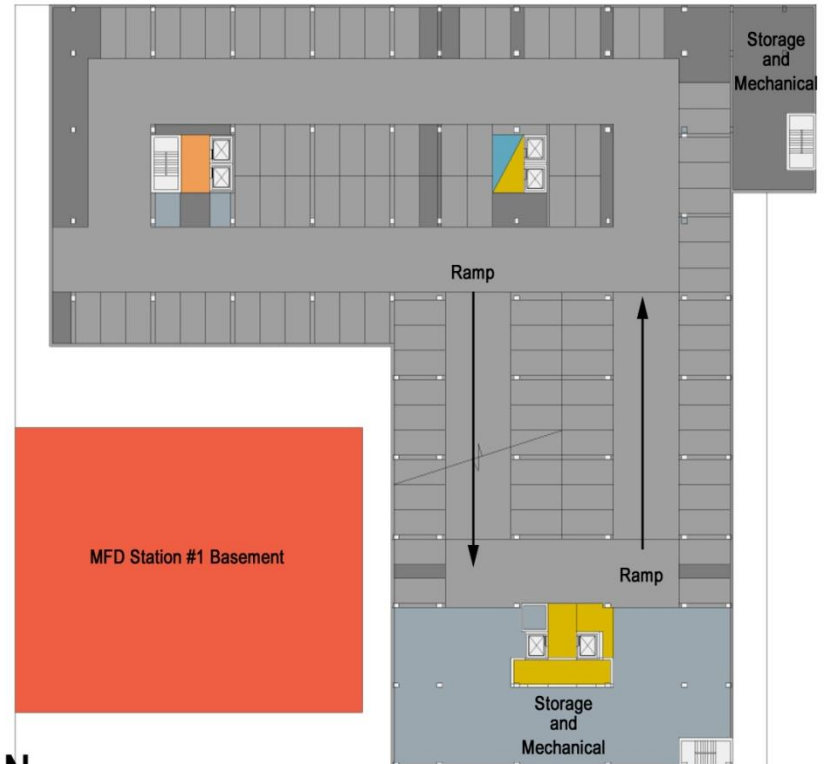 Storage
and
Mechanical
Ramp
MFD Station #1 Basement
Ramp
Storage
and
Mechanical
N